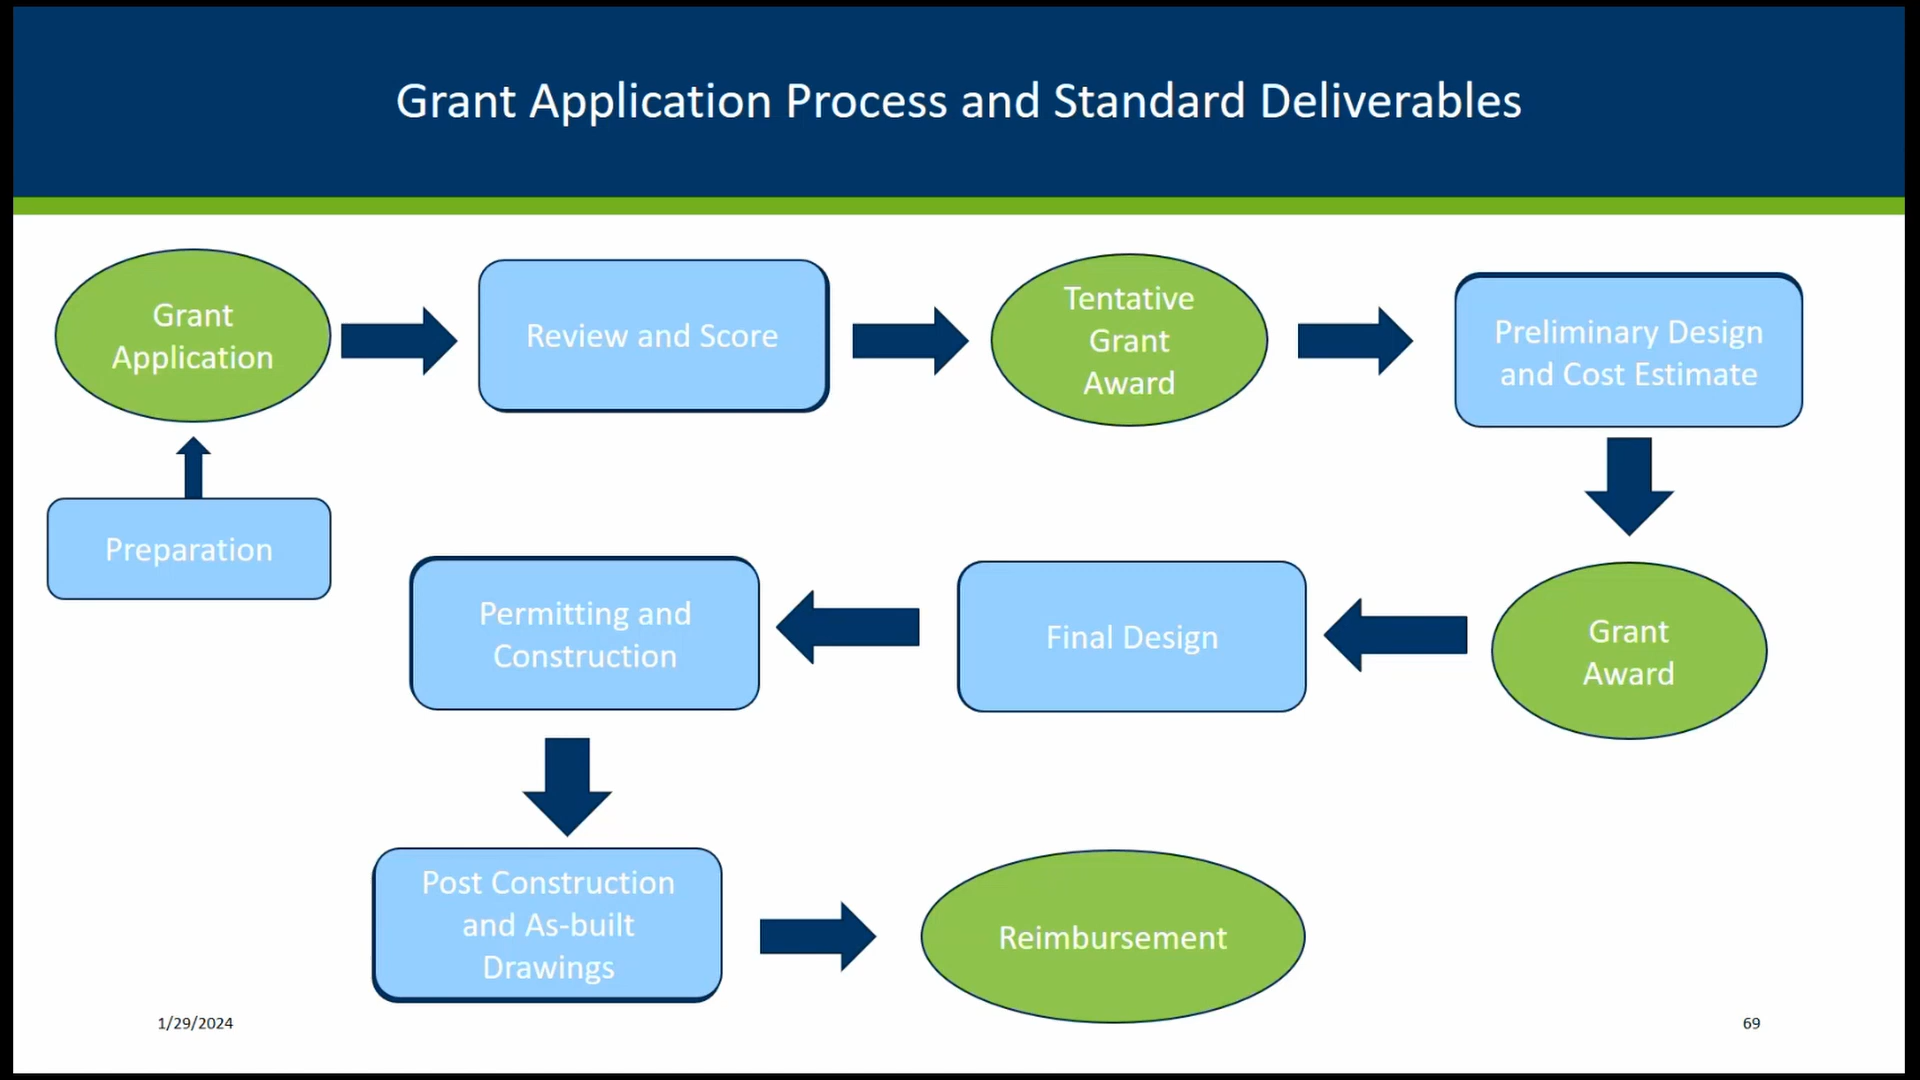 Grant Application Process and Standard Deliverables
Grant
Application
Review and Score
Tentative
Grant
Award
Preliminary Design
and Cost Estimate
Preparation
Permitting and
Construction
Final Design
Grant
Award
Post Construction
and As-built
Drawings
Reimbursement
1/29/2024
69